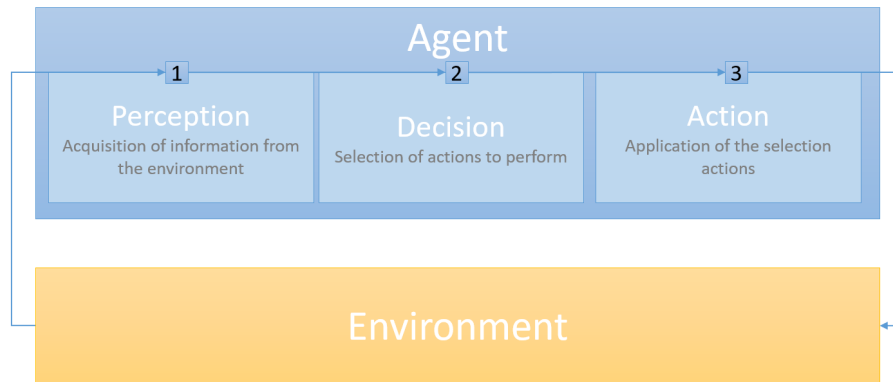 Agent
1
2
3
Perception
Acquisition of information from
the environment
Decision
Selection of actions to perform
Action
Application of the selection
actions
Environment